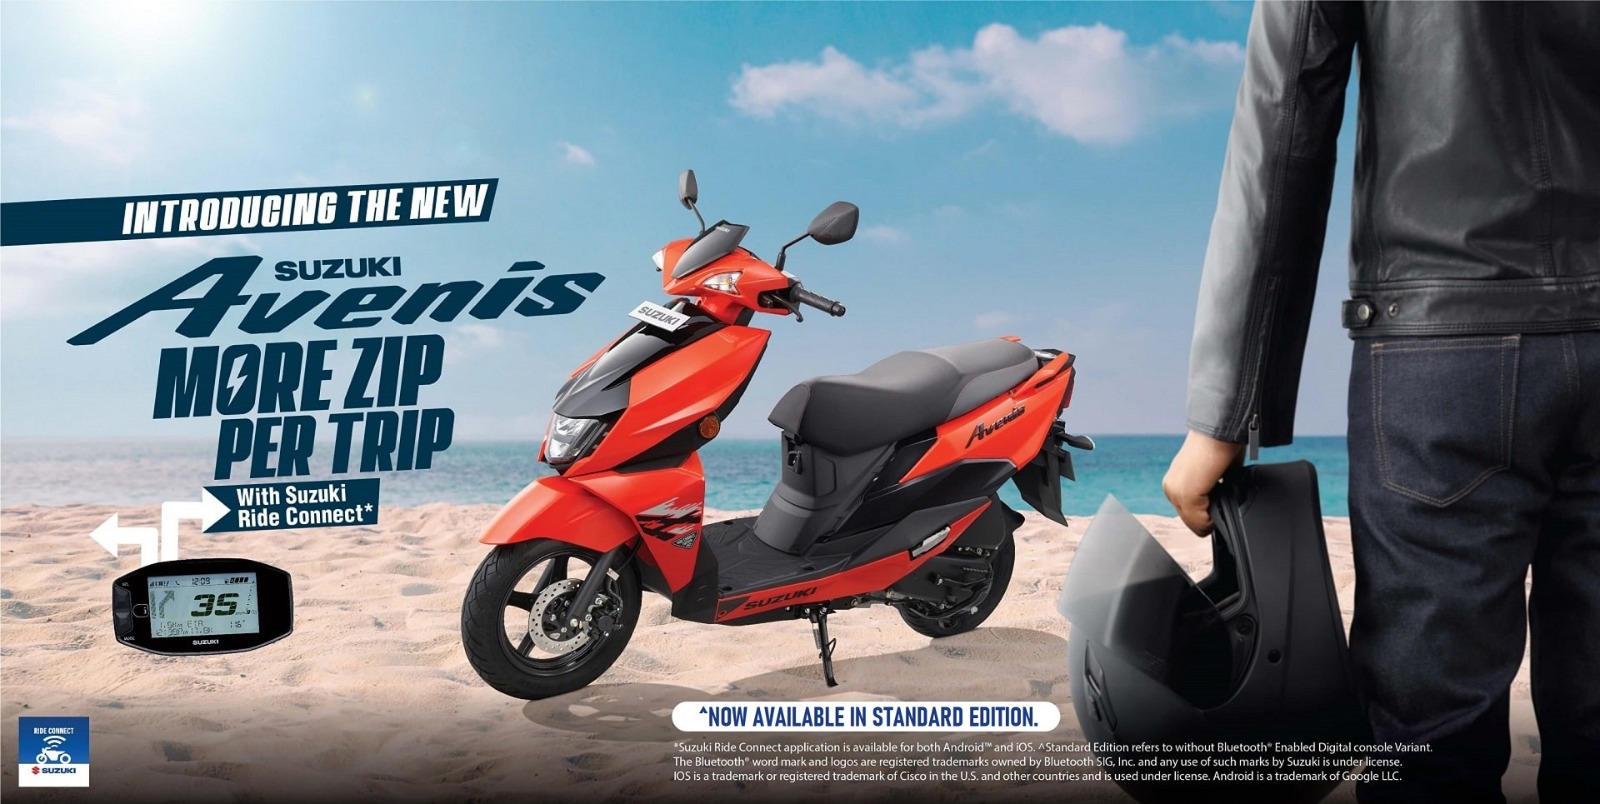 INTRODUCING THE NEW
SUZUKI
Avenis
MORE ZIP
PER TRIP
With Suzuki
Ride Connect*
12:09
35
MODE
SUZUKI
SUZUKI
Avenis
SUZUKI
RIDE CONNECT
SUZUKI
^NOW AVAILABLE IN STANDARD EDITION.
*Suzuki Ride Connect application is available for both Android™ and iOS. ^Standard Edition refers to without Bluetooth® Enabled Digital console Variant.
The Bluetooth® word mark and logos are registered trademarks owned by Bluetooth SIG, Inc. and any use of such marks by Suzuki is under license.
IOS is a trademark or registered trademark of Cisco in the U.S. and other countries and is used under license. Android is a trademark of Google LLC.